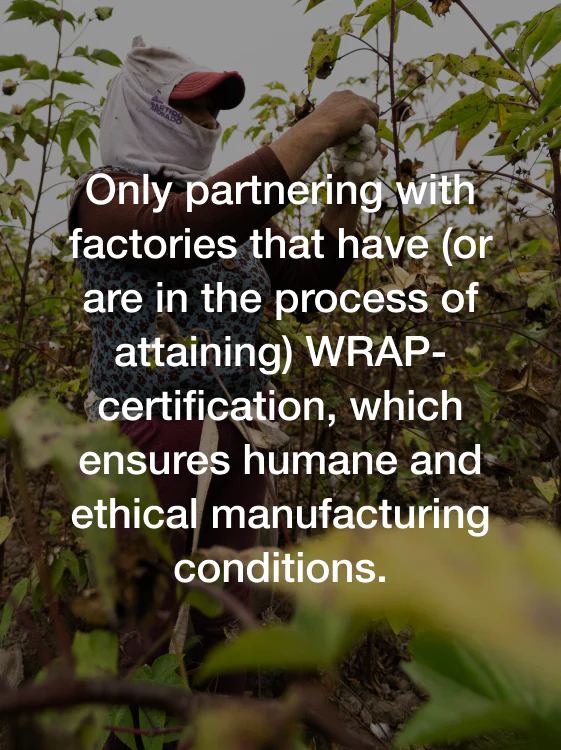 Only partnering with
factories that have (or
are in the process of
attaining) WRAP-
certification, which
ensures humane and
ethical manufacturing
conditions.